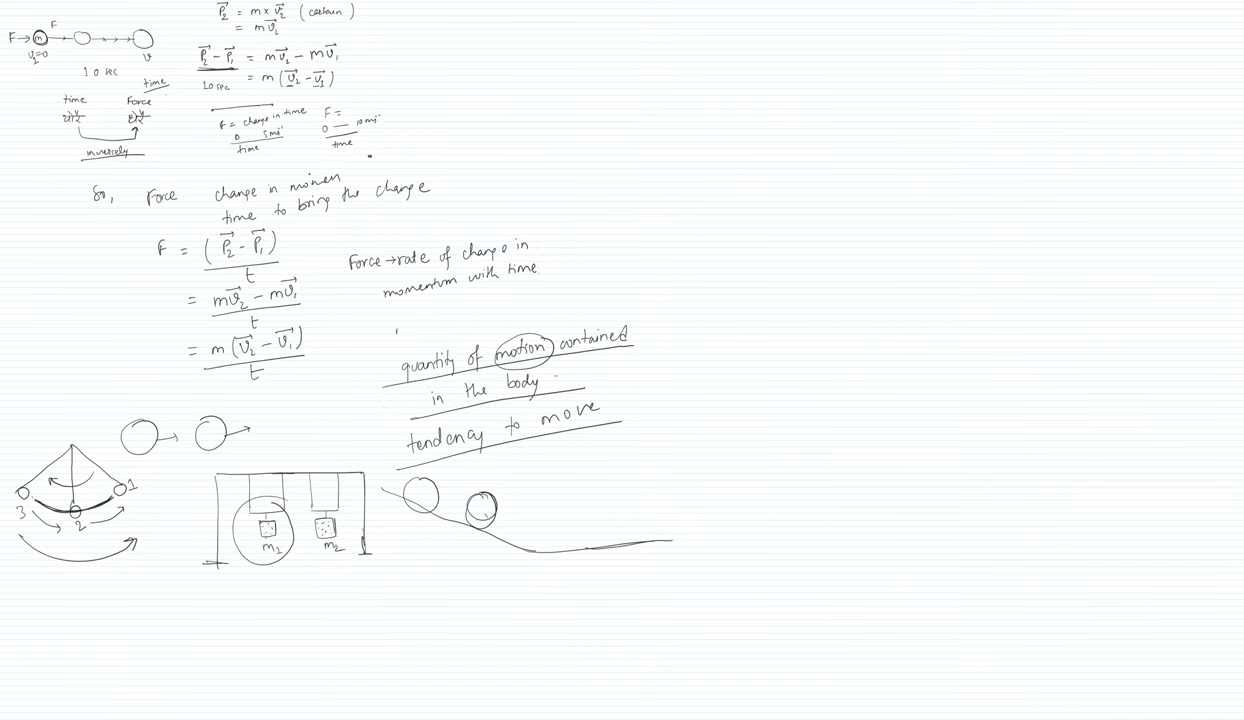 P₂ = m × v₂ (certain)
= mv₂
F → m F
v₁=0 v
10 sec
P₂ - P₁ = mv₂ - mv₁
10 sec = m (v₂ - v₁)
time
time Force
inversely
F = change in time
0 5ms⁻¹
time
F =
0 — 10ms⁻¹
time
So, Force change in momen
time to bring the change
F = (P₂ - P₁)
t
= mv₂ - mv₁
t
= m (v₂ - v₁)
t
Force → rate of change in
momentum with time
quantity of motion contained
in the body
tendency to move
1
2
3
m₁ m₂